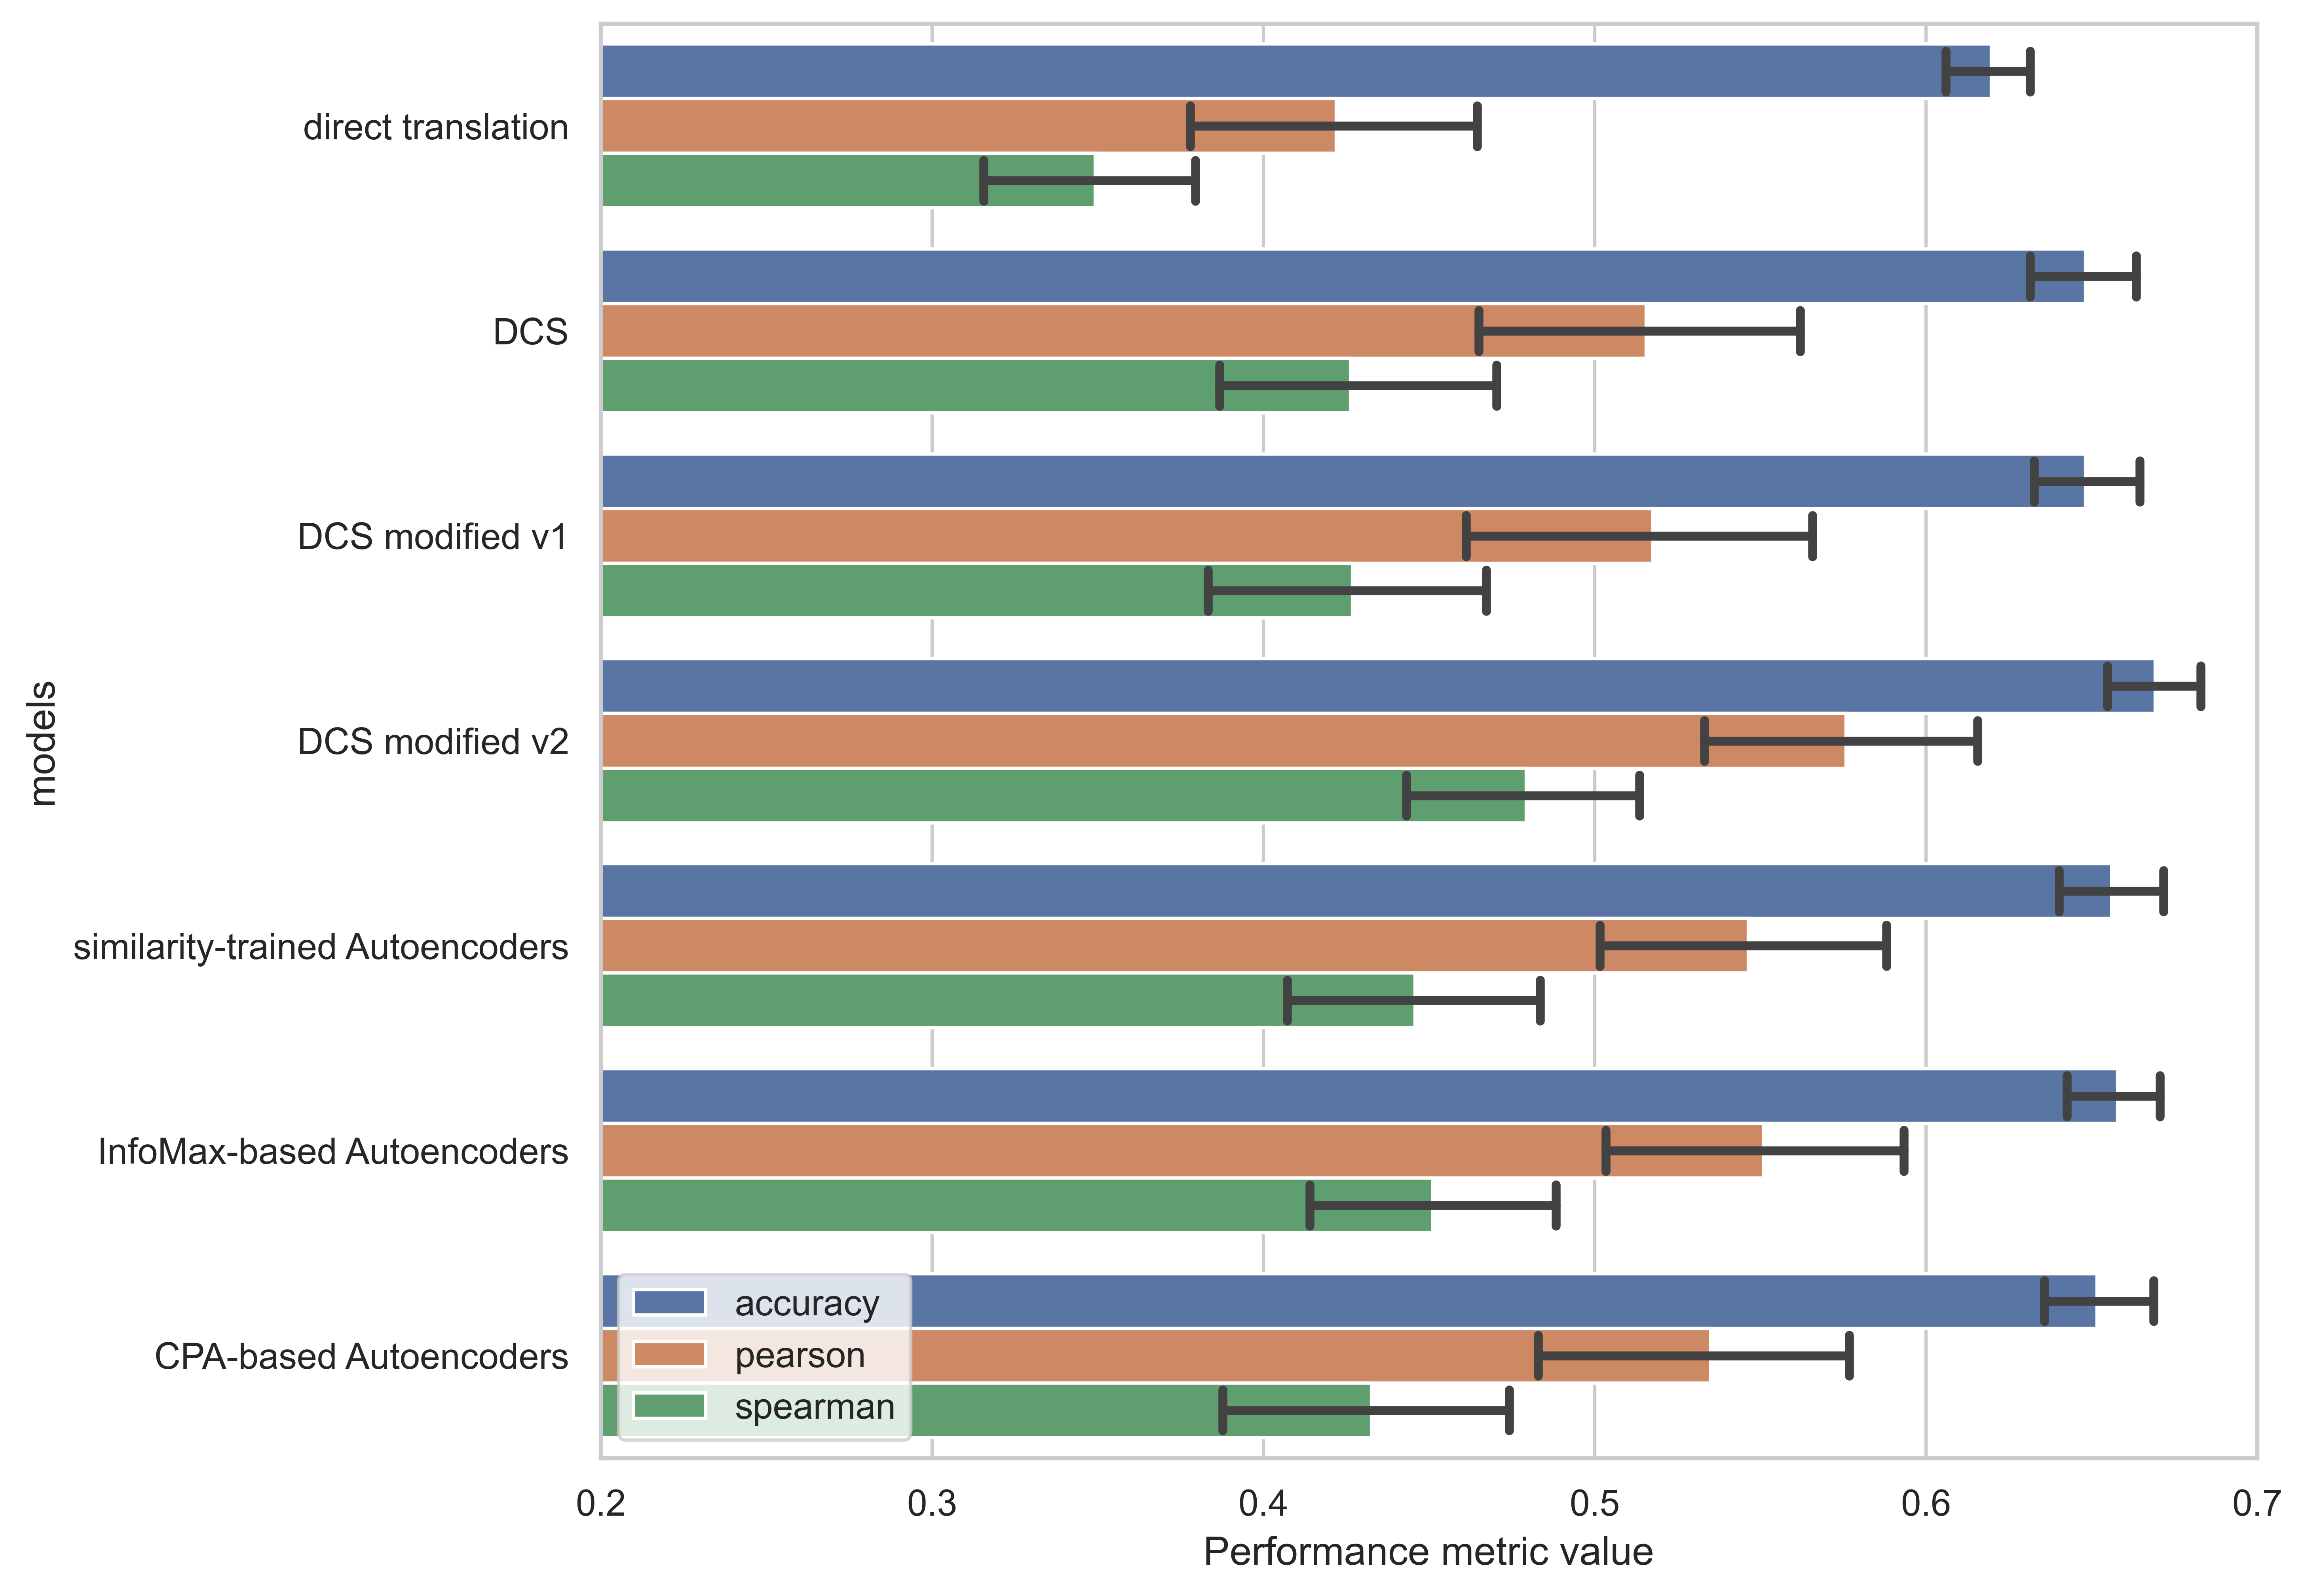 direct translation
DCS
DCS modified v1
DCS modified v2
similarity-trained Autoencoders
InfoMax-based Autoencoders
CPA-based Autoencoders
models
accuracy
pearson
spearman
0.2 0.3 0.4 0.5 0.6 0.7
Performance metric value